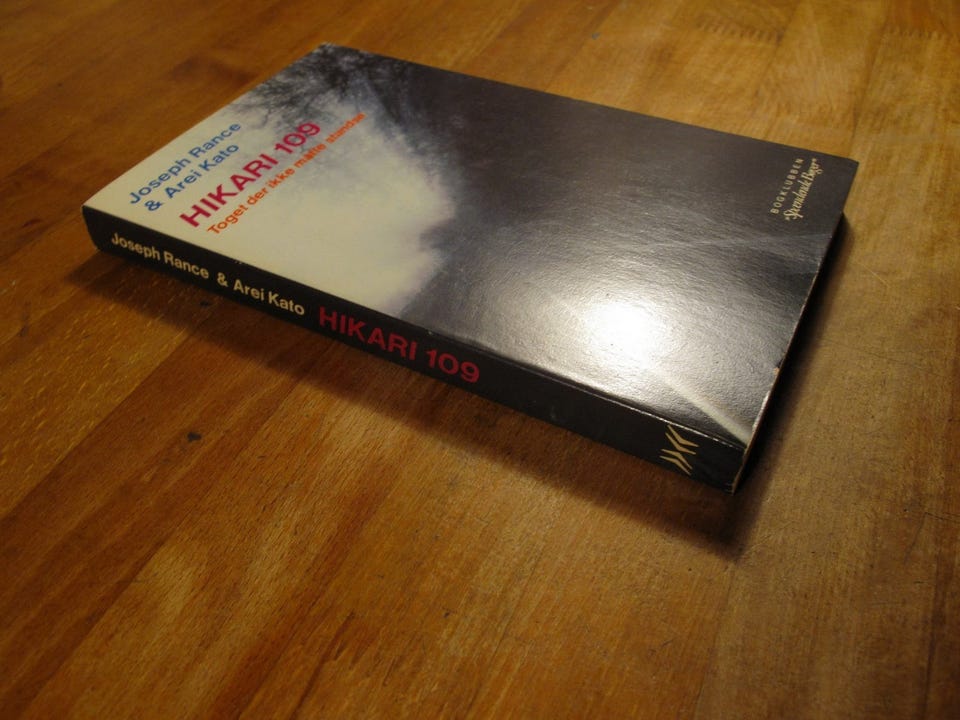 Joseph Rance
& Arei Kato
HIKARI 109
Toget der ikke måtte standse
BOGKLUBBEN
"Spændende Bøger"
Joseph Rance & Arei Kato HIKARI 109